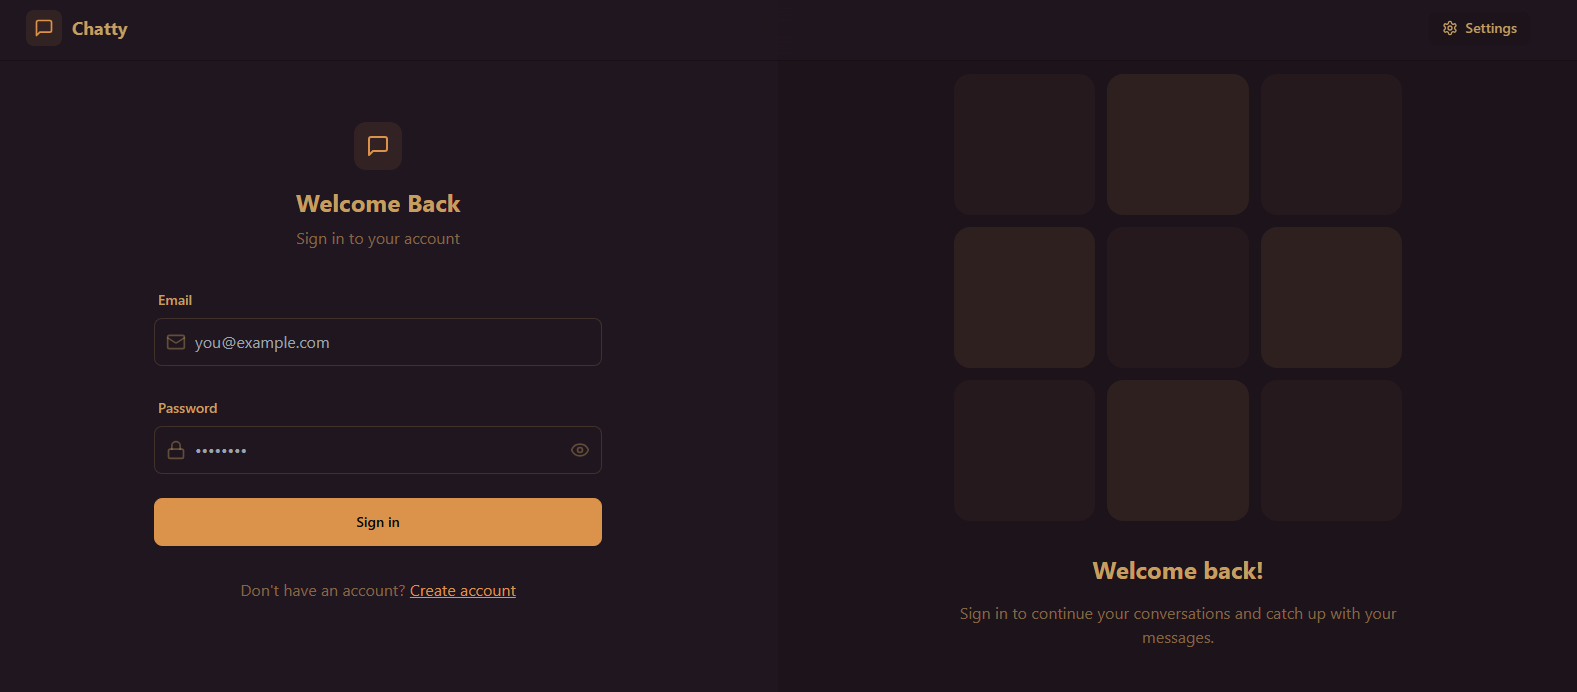 Chatty
Settings
Welcome Back
Sign in to your account
Email
you@example.com
Password
••••••••
Sign in
Don't have an account? Create account
Welcome back!
Sign in to continue your conversations and catch up with your
messages.